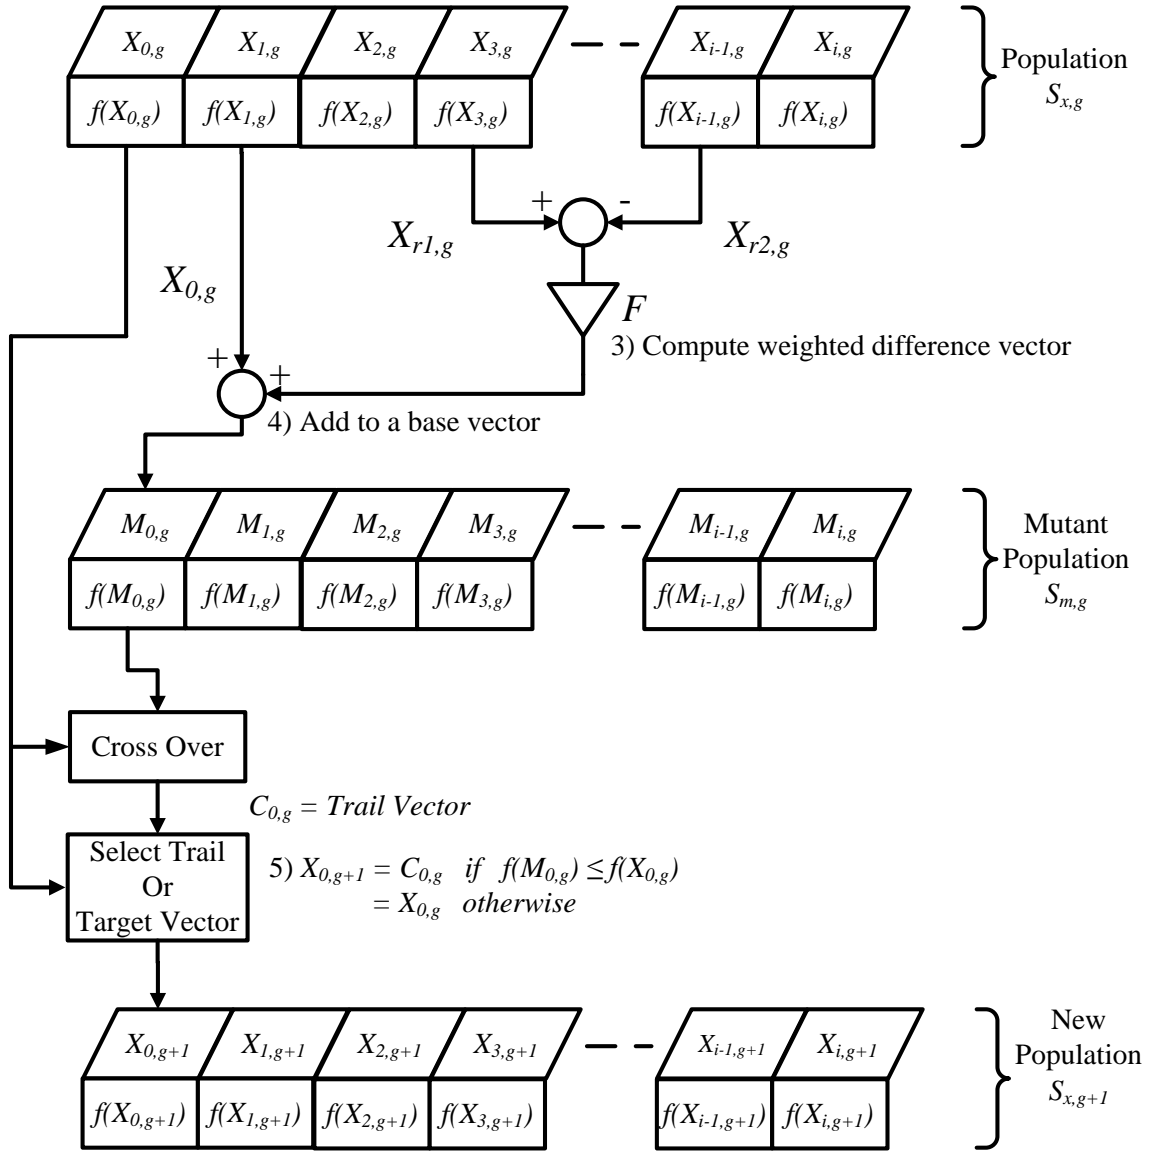 X0,g X1,g X2,g X3,g Xi-1,g Xi,g
f(X0,g) f(X1,g) f(X2,g) f(X3,g) f(Xi-1,g) f(Xi,g)
Population
Sx,g
+ -
Xr1,g Xr2,g
X0,g
F
3) Compute weighted difference vector
+ +
4) Add to a base vector
M0,g M1,g M2,g M3,g Mi-1,g Mi,g
f(M0,g) f(M1,g) f(M2,g) f(M3,g) f(Mi-1,g) f(Mi,g)
Mutant
Population
Sm,g
Cross Over
C0,g = Trail Vector
Select Trail
Or
Target Vector
5) X0,g+1 = C0,g if f(M0,g) ≤ f(X0,g)
= X0,g otherwise
X0,g+1 X1,g+1 X2,g+1 X3,g+1 Xi-1,g+1 Xi,g+1
f(X0,g+1) f(X1,g+1) f(X2,g+1) f(X3,g+1) f(Xi-1,g+1) f(Xi,g+1)
New
Population
Sx,g+1